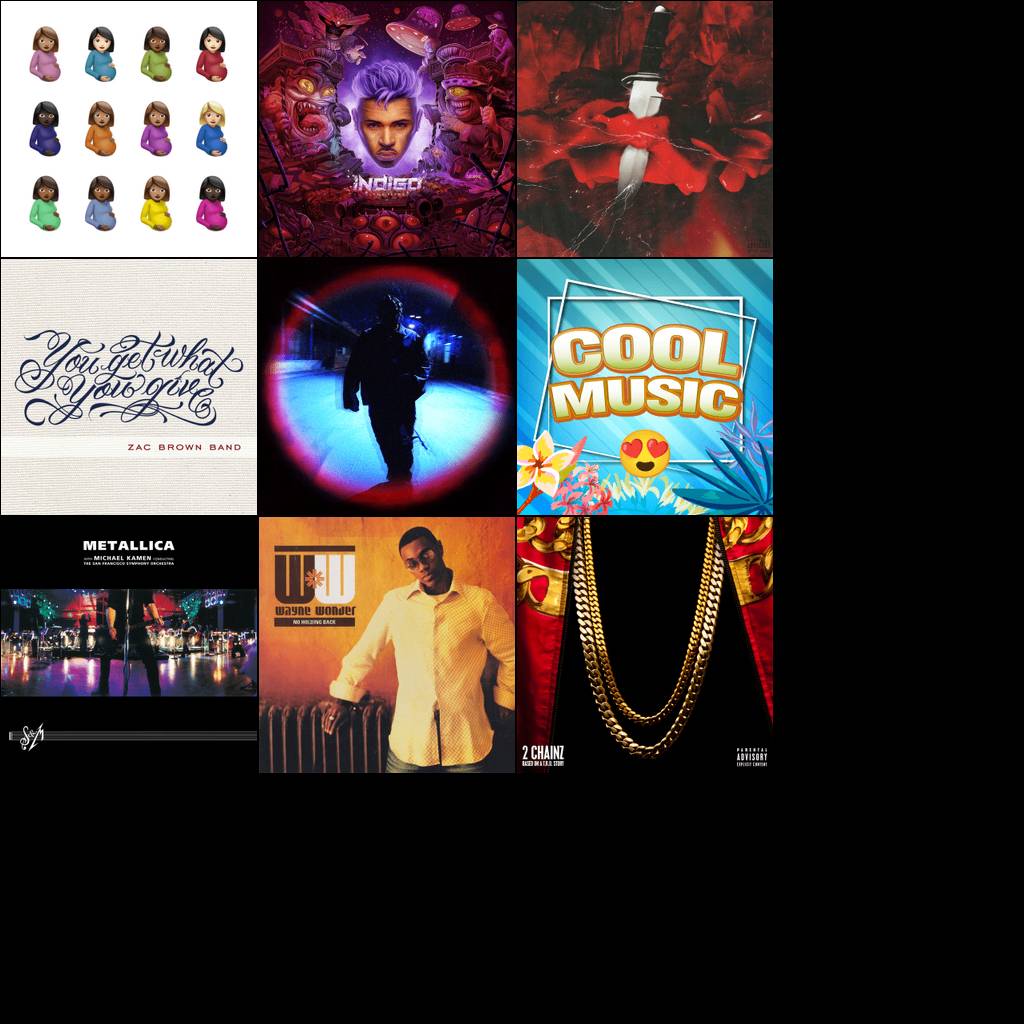 INDIGO
You get what
You give
ZAC BROWN BAND
COOL
MUSIC
METALLICA
WITH MICHAEL KAMEN CONDUCTING
THE SAN FRANCISCO SYMPHONY ORCHESTRA
S&M
WW
wayne wonder
NO HOLDING BACK
2 CHAINZ
BASED ON A T.R.U. STORY
PARENTAL
ADVISORY
EXPLICIT CONTENT